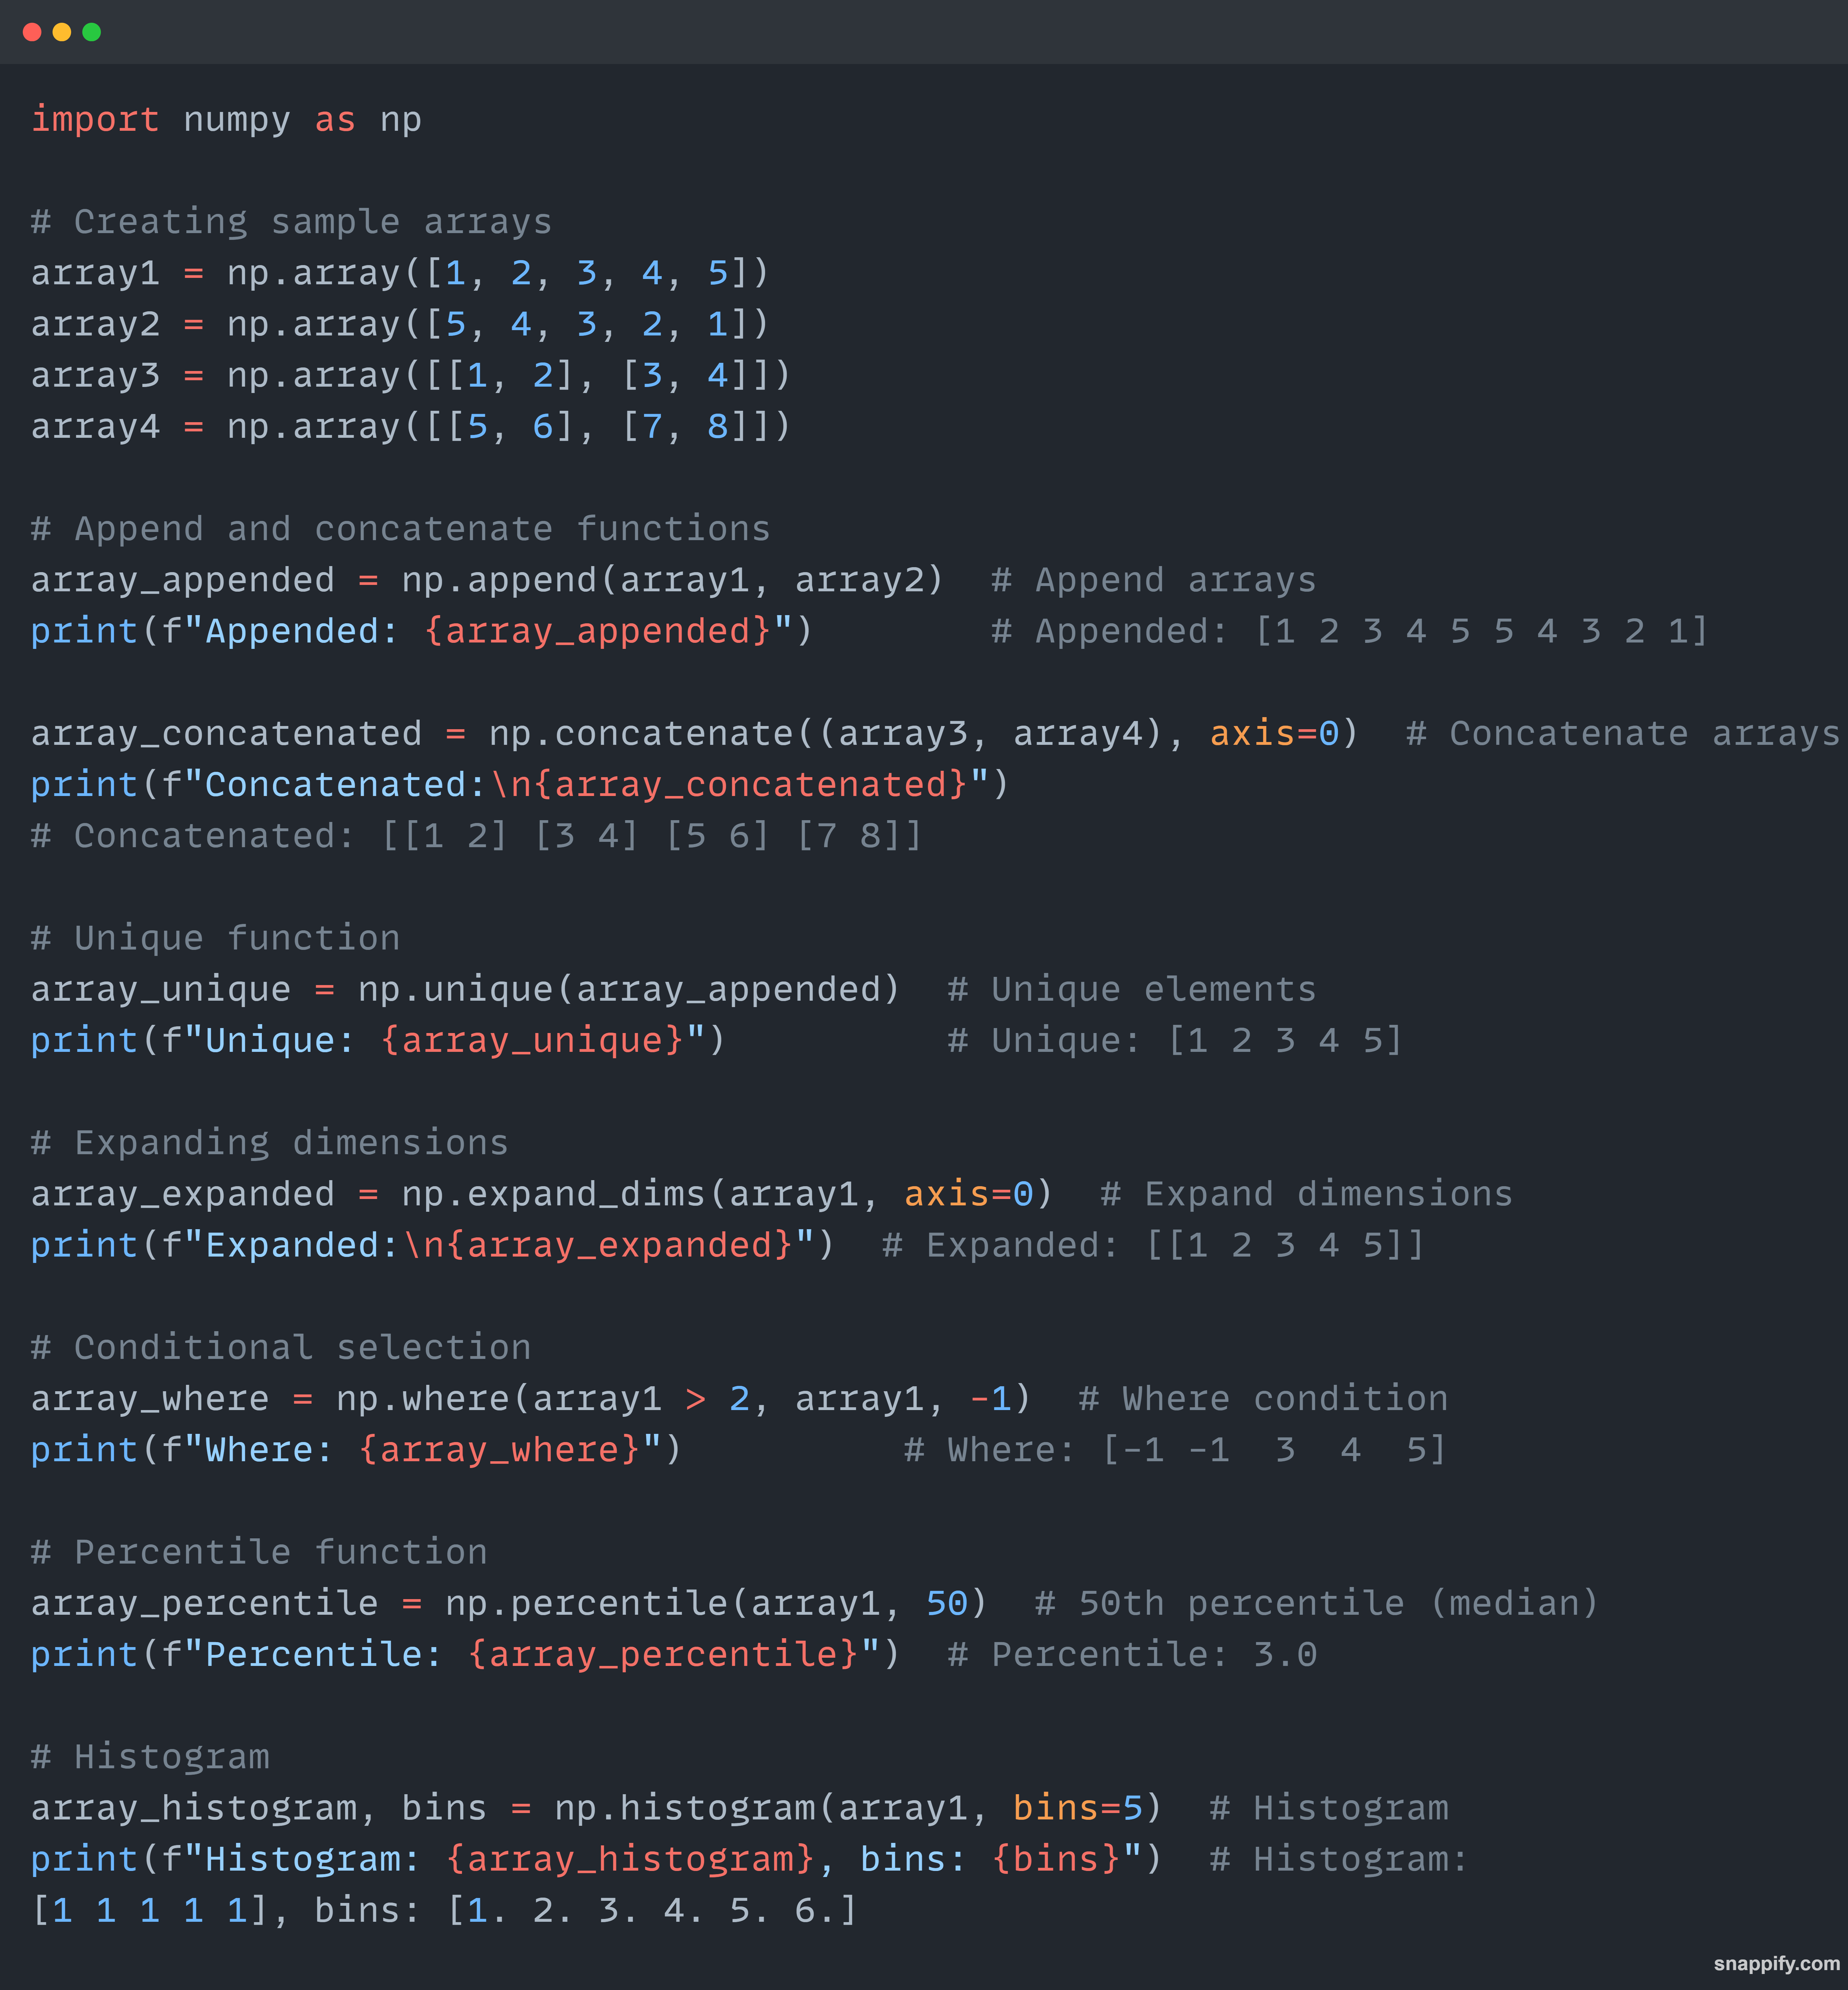 import numpy as np
# Creating sample arrays
array1 = np.array([1, 2, 3, 4, 5])
array2 = np.array([5, 4, 3, 2, 1])
array3 = np.array([[1, 2], [3, 4]])
array4 = np.array([[5, 6], [7, 8]])
# Append and concatenate functions
array_appended = np.append(array1, array2)  # Append arrays
print(f"Appended: {array_appended}")        # Appended: [1 2 3 4 5 5 4 3 2 1]
array_concatenated = np.concatenate((array3, array4), axis=0)  # Concatenate arrays
print(f"Concatenated:\n{array_concatenated}")
# Concatenated: [[1 2] [3 4] [5 6] [7 8]]
# Unique function
array_unique = np.unique(array_appended)  # Unique elements
print(f"Unique: {array_unique}")          # Unique: [1 2 3 4 5]
# Expanding dimensions
array_expanded = np.expand_dims(array1, axis=0)  # Expand dimensions
print(f"Expanded:\n{array_expanded}")  # Expanded: [[1 2 3 4 5]]
# Conditional selection
array_where = np.where(array1 > 2, array1, -1)  # Where condition
print(f"Where: {array_where}")          # Where: [-1 -1  3  4  5]
# Percentile function
array_percentile = np.percentile(array1, 50)  # 50th percentile (median)
print(f"Percentile: {array_percentile}")  # Percentile: 3.0
# Histogram
array_histogram, bins = np.histogram(array1, bins=5)  # Histogram
print(f"Histogram: {array_histogram}, bins: {bins}")  # Histogram:
[1 1 1 1 1], bins: [1. 2. 3. 4. 5. 6.]
snappify.com